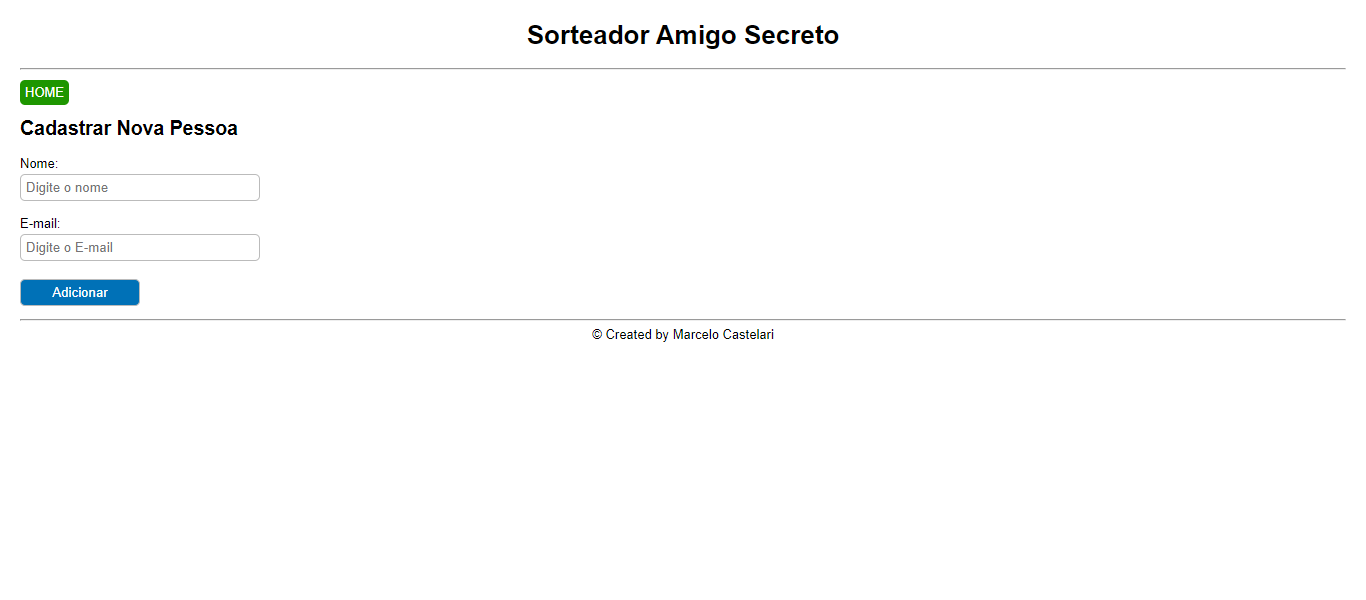 Sorteador Amigo Secreto
HOME
Cadastrar Nova Pessoa
Nome:
Digite o nome
E-mail:
Digite o E-mail
Adicionar
© Created by Marcelo Castelari